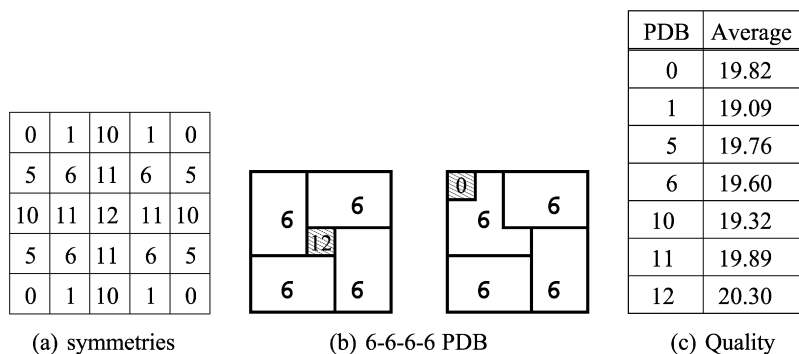 0 1 10 1 0
5 6 11 6 5
10 11 12 11 10
5 6 11 6 5
0 1 10 1 0
(a) symmetries
6 6
12
6 6
0
6 6
6 6
(b) 6-6-6-6 PDB
PDB Average
0 19.82
1 19.09
5 19.76
6 19.60
10 19.32
11 19.89
12 20.30
(c) Quality